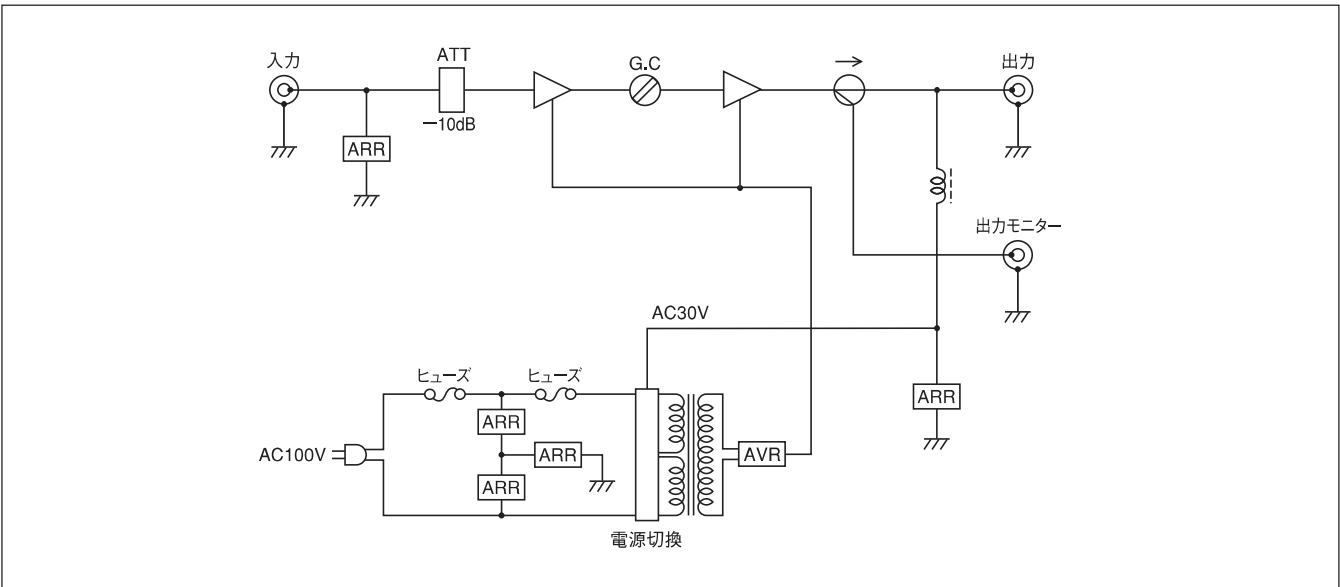 入力
ATT
G.C
出力
−10dB
ARR
出力モニター
AC30V
ヒューズ
ヒューズ
ARR
ARR
AC100V
ARR
AVR
ARR
電源切換